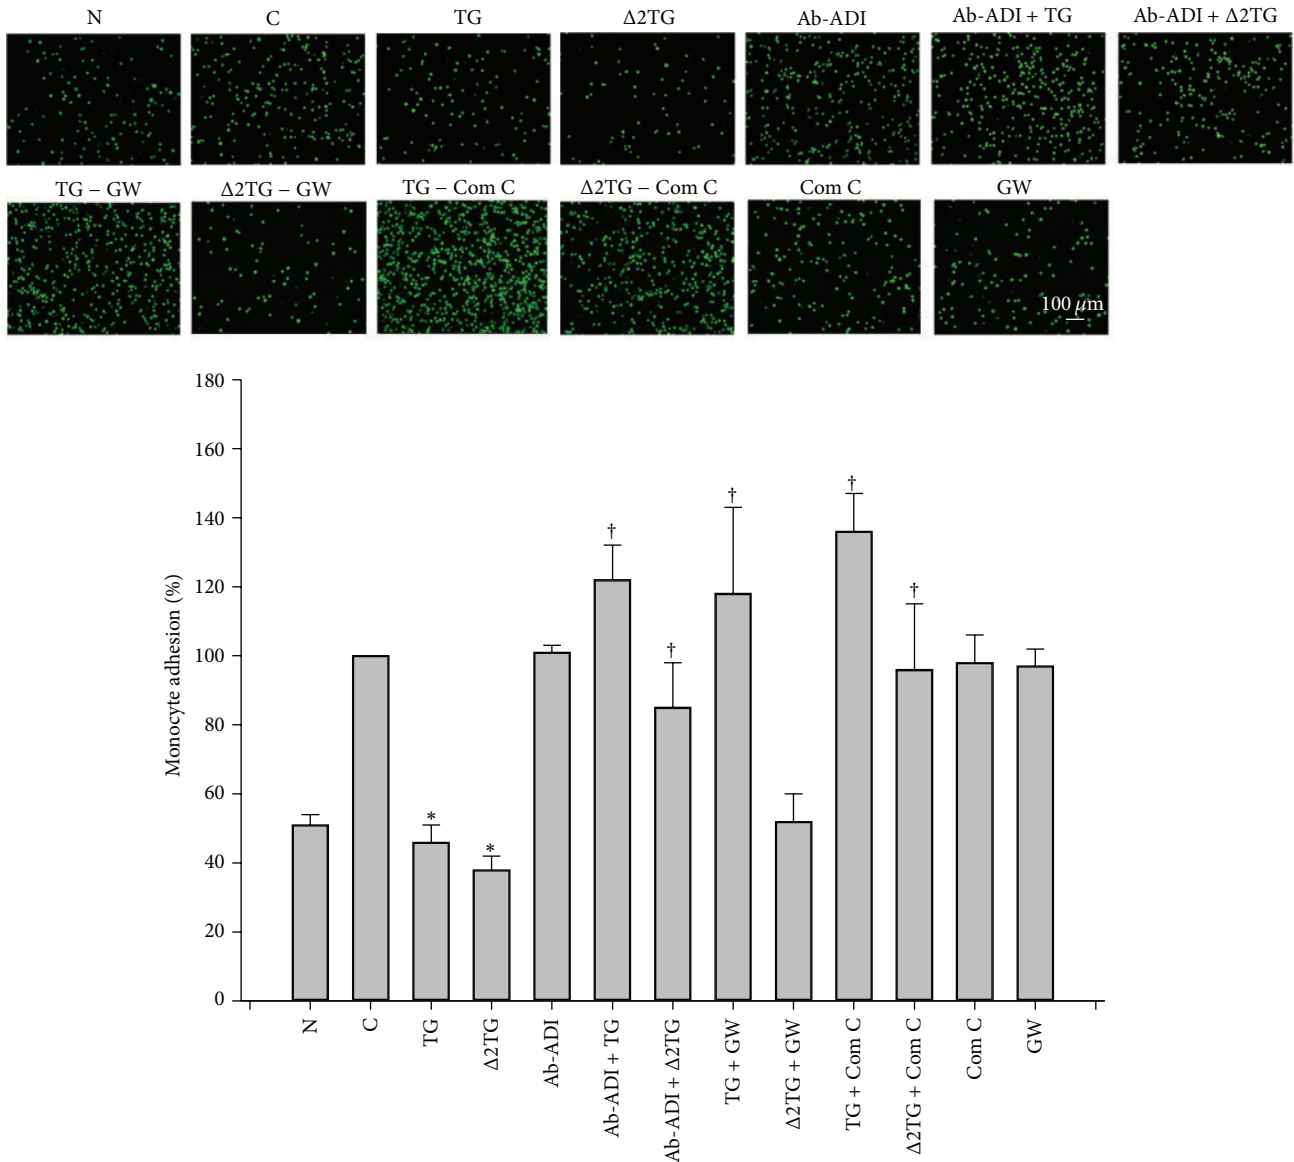 N C TG Δ2TG Ab-ADI Ab-ADI + TG Ab-ADI + Δ2TG
TG − GW Δ2TG − GW TG − Com C Δ2TG − Com C Com C GW
100 μm
180
160
140
120
100
80
60
40
20
0
Monocyte adhesion (%)
*
*
†
†
†
†
†
N
C
TG
Δ2TG
Ab-ADI
Ab-ADI + TG
Ab-ADI + Δ2TG
TG + GW
Δ2TG + GW
TG + Com C
Δ2TG + Com C
Com C
GW